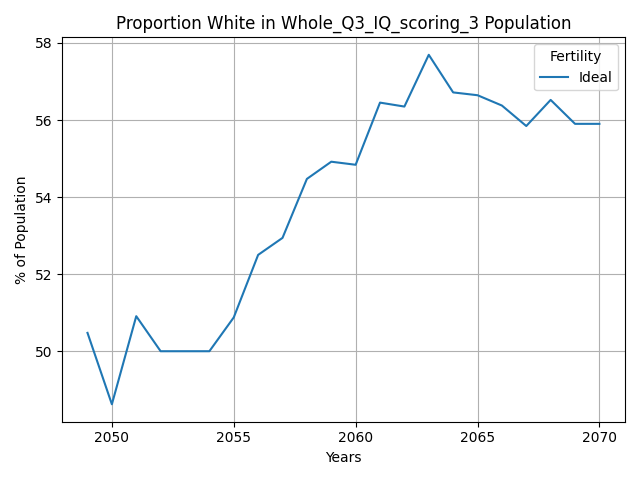 Proportion White in Whole_Q3_IQ_scoring_3 Population
58
56
54
52
50
% of Population
Fertility
Ideal
2050 2055 2060 2065 2070
Years